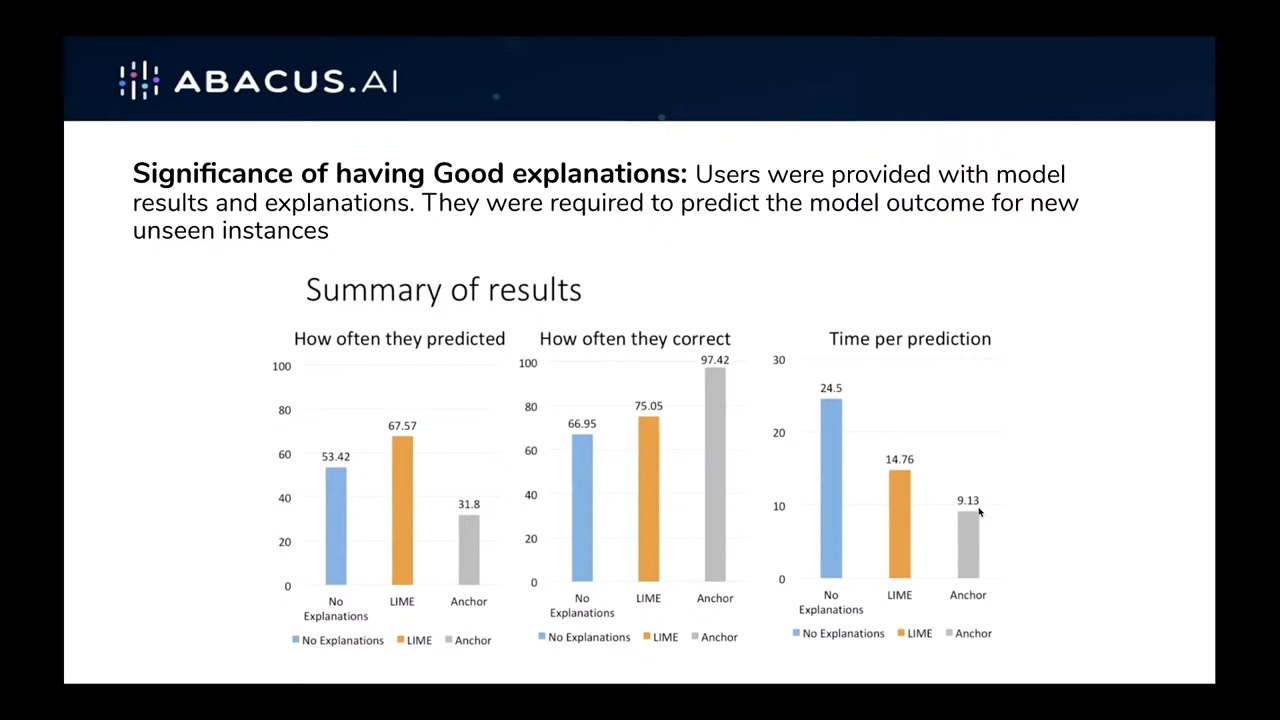 ABACUS.AI
Significance of having Good explanations: Users were provided with model
results and explanations. They were required to predict the model outcome for new
unseen instances
Summary of results
How often they predicted
100
80
60
40
20
0
53.42
67.57
31.8
No
Explanations
LIME
Anchor
No Explanations LIME Anchor
How often they correct
100
80
60
40
20
0
66.95
75.05
97.42
No
Explanations
LIME
Anchor
No Explanations LIME Anchor
Time per prediction
30
20
10
0
24.5
14.76
9.13
No
Explanations
LIME
Anchor
No Explanations LIME Anchor